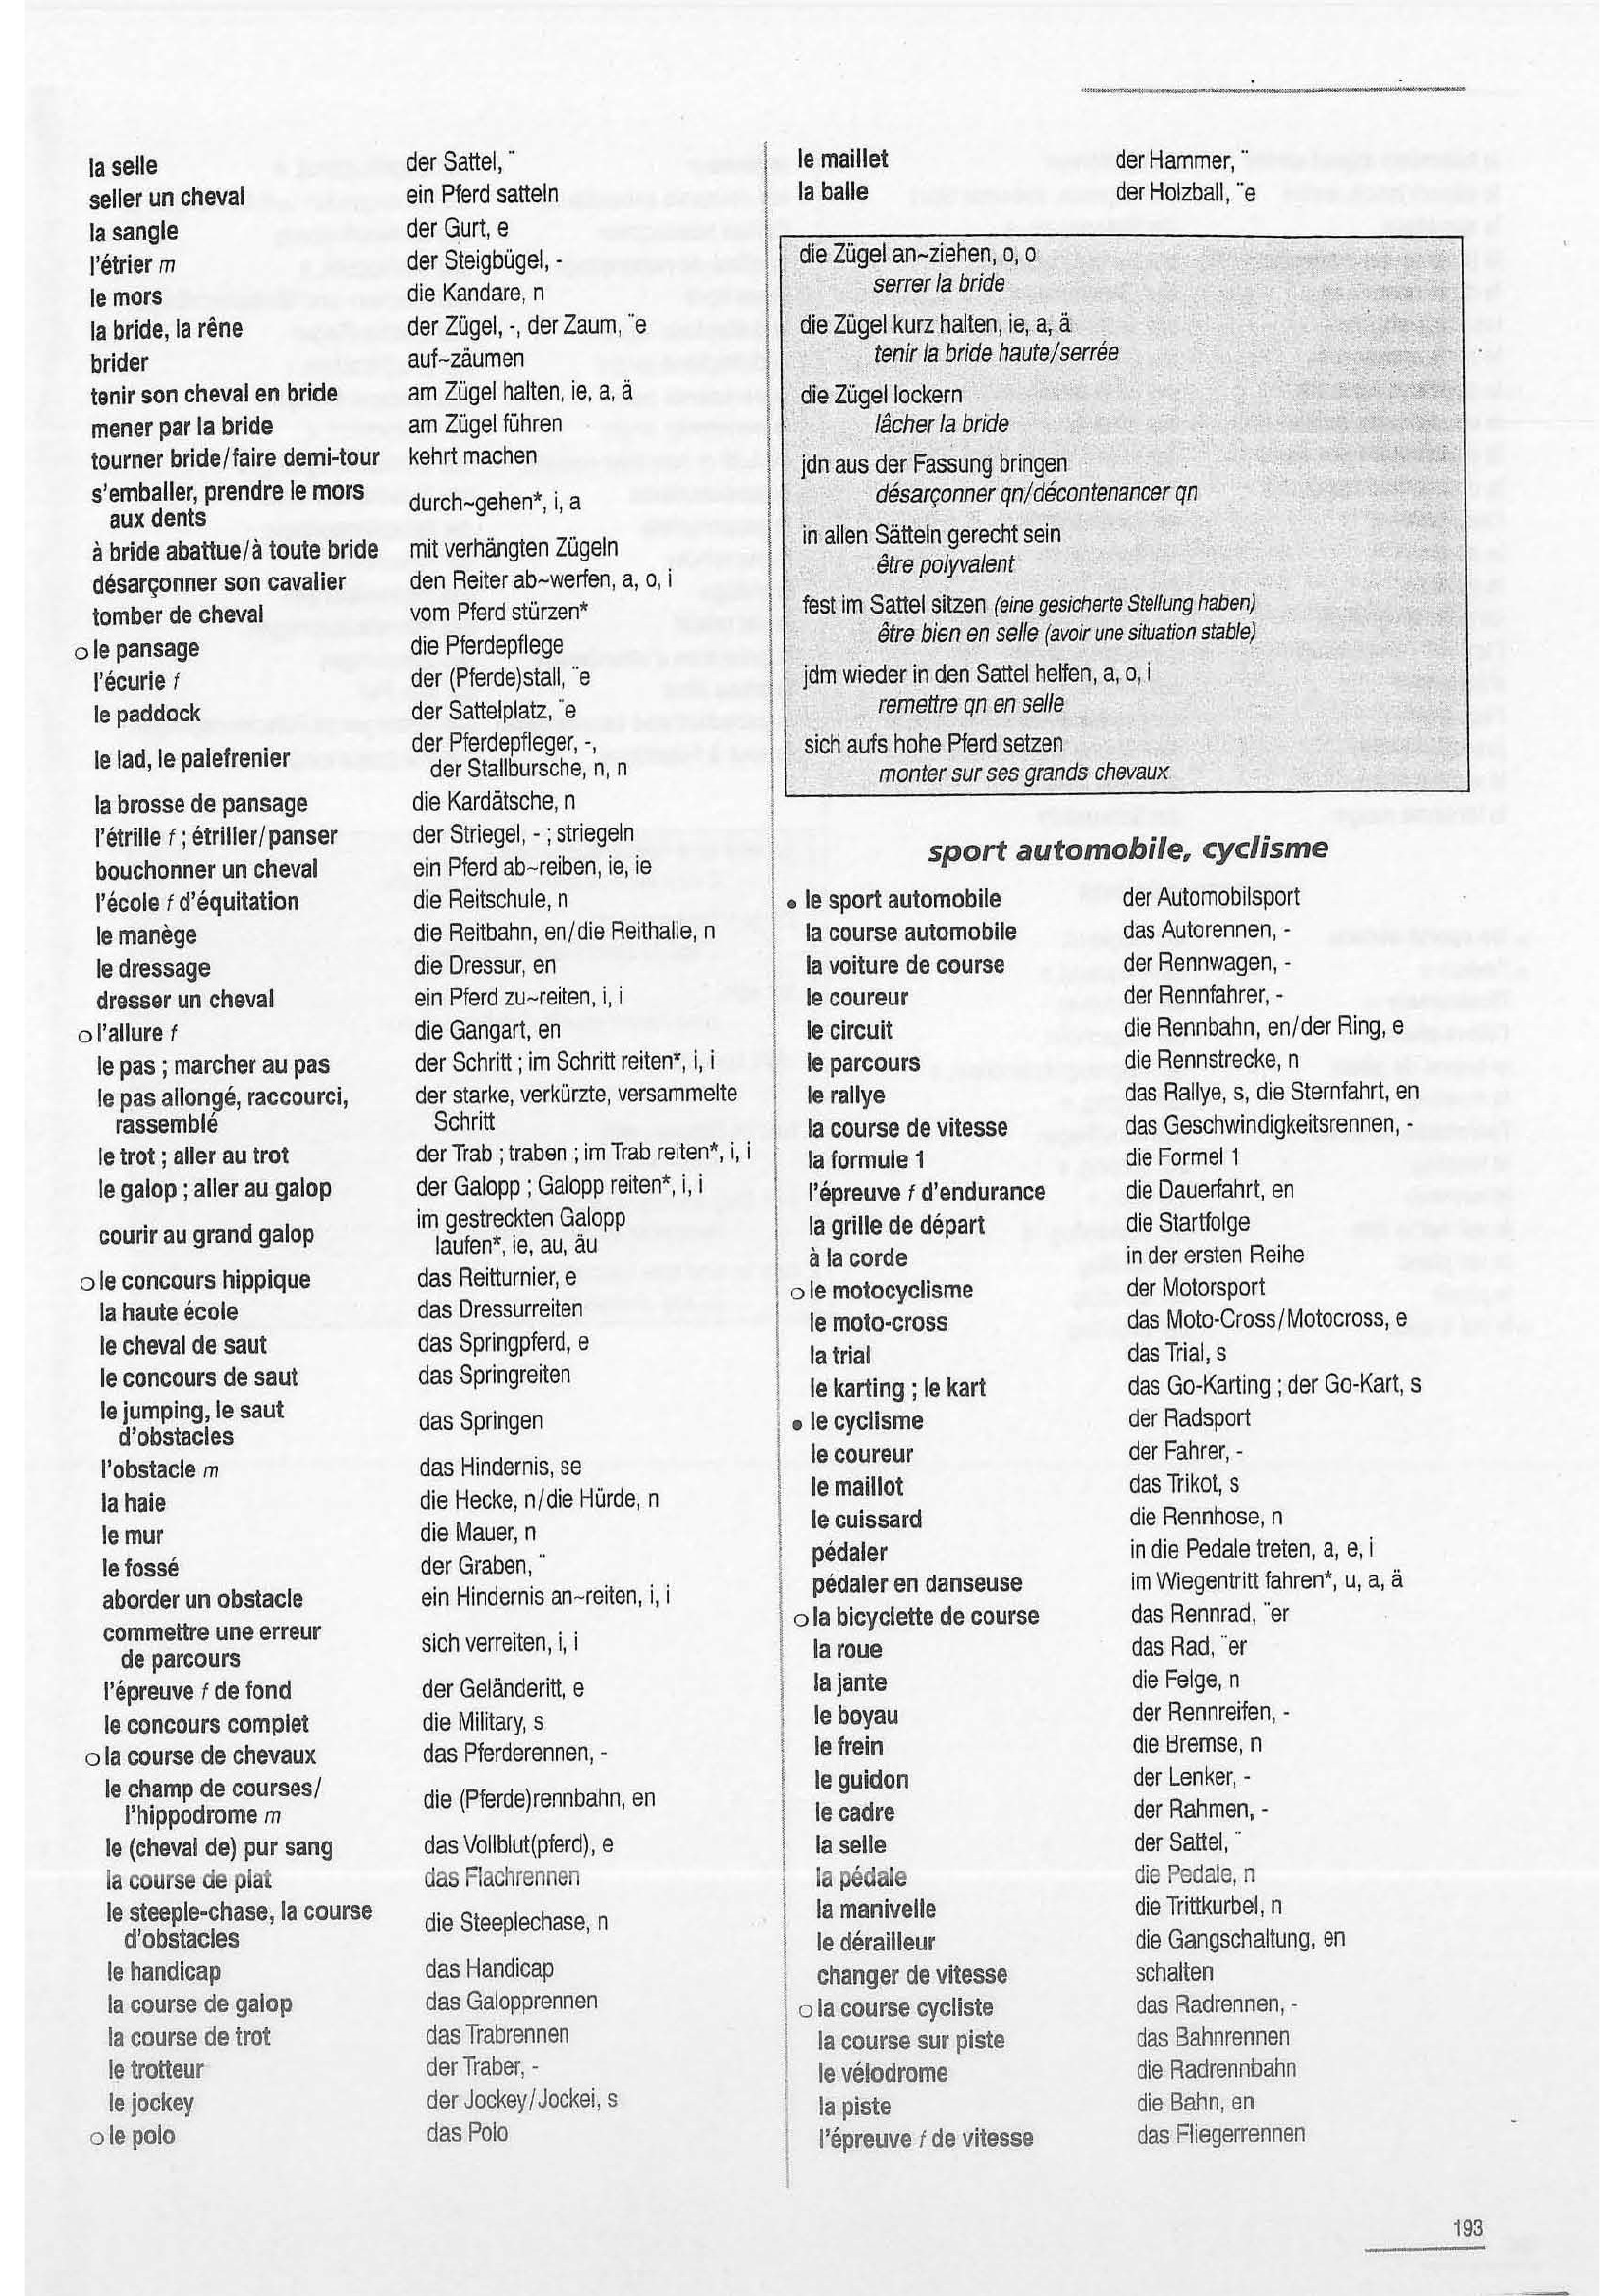 la selle der Sattel, ¨
seller un cheval ein Pferd satteln
la sangle der Gurt, e
l'étrier m der Steigbügel, -
le mors die Kandare, n
la bride, la rêne der Zügel, -, der Zaum, ¨e
brider auf~zäumen
tenir son cheval en bride am Zügel halten, ie, a, ä
mener par la bride am Zügel führen
tourner bride/faire demi-tour kehrt machen
s'emballer, prendre le mors
aux dents durch~gehen*, i, a
à bride abattue/à toute bride mit verhängten Zügeln
désarçonner son cavalier den Reiter ab~werfen, a, o, i
tomber de cheval vom Pferd stürzen*
o le pansage die Pferdepflege
l'écurie f der (Pferde)stall, ¨e
le paddock der Sattelplatz, ¨e
le lad, le palefrenier der Pferdepfleger, -,
der Stallbursche, n, n
la brosse de pansage die Kardätsche, n
l'étrille f ; étriller/panser der Striegel, - ; striegeln
bouchonner un cheval ein Pferd ab~reiben, ie, ie
l'école f d'équitation die Reitschule, n
le manège die Reitbahn, en/die Reithalle, n
le dressage die Dressur, en
dresser un cheval ein Pferd zu~reiten, i, i
o l'allure f die Gangart, en
le pas ; marcher au pas der Schritt ; im Schritt reiten*, i, i
le pas allongé, raccourci, der starke, verkürzte, versammelte
rassemblé Schritt
le trot ; aller au trot der Trab ; traben ; im Trab reiten*, i, i
le galop ; aller au galop der Galopp ; Galopp reiten*, i, i
courir au grand galop im gestreckten Galopp
laufen*, ie, au, äu
o le concours hippique das Reitturnier, e
la haute école das Dressurreiten
le cheval de saut das Springpferd, e
le concours de saut das Springreiten
le jumping, le saut
d'obstacles das Springen
l'obstacle m das Hindernis, se
la haie die Hecke, n/die Hürde, n
le mur die Mauer, n
le fossé der Graben, ¨
aborder un obstacle ein Hindernis an~reiten, i, i
commettre une erreur
de parcours sich verreiten, i, i
l'épreuve f de fond der Geländeritt, e
le concours complet die Military, s
o la course de chevaux das Pferderennen, -
le champ de courses/
l'hippodrome m die (Pferde)rennbahn, en
le (cheval de) pur sang das Vollblut(pferd), e
la course de plat das Flachrennen
le steeple-chase, la course
d'obstacles die Steeplechase, n
le handicap das Handicap
la course de galop das Galopprennen
la course de trot das Trabrennen
le trotteur der Traber, -
le jockey der Jockey/Jockei, s
o le polo das Polo
le maillet der Hammer, ¨
la balle der Holzball, ¨e
die Zügel an~ziehen, o, o
serrer la bride
die Zügel kurz halten, ie, a, ä
tenir la bride haute/serrée
die Zügel lockern
lâcher la bride
jdn aus der Fassung bringen
désarçonner qn/décontenancer qn
in allen Sätteln gerecht sein
être polyvalent
fest im Sattel sitzen (eine gesicherte Stellung haben)
être bien en selle (avoir une situation stable)
jdm wieder in den Sattel helfen, a, o, i
remettre qn en selle
sich aufs hohe Pferd setzen
monter sur ses grands chevaux
sport automobile, cyclisme
• le sport automobile der Automobilsport
la course automobile das Autorennen, -
la voiture de course der Rennwagen, -
le coureur der Rennfahrer, -
le circuit die Rennbahn, en/der Ring, e
le parcours die Rennstrecke, n
le rallye das Rallye, s, die Sternfahrt, en
la course de vitesse das Geschwindigkeitsrennen, -
la formule 1 die Formel 1
l'épreuve f d'endurance die Dauerfahrt, en
la grille de départ die Startfolge
à la corde in der ersten Reihe
o le motocyclisme der Motorsport
le moto-cross das Moto-Cross/Motocross, e
la trial das Trial, s
le karting ; le kart das Go-Karting ; der Go-Kart, s
• le cyclisme der Radsport
le coureur der Fahrer, -
le maillot das Trikot, s
le cuissard die Rennhose, n
pédaler in die Pedale treten, a, e, i
pédaler en danseuse im Wiegentritt fahren*, u, a, ä
o la bicyclette de course das Rennrad, ¨er
la roue das Rad, ¨er
la jante die Felge, n
le boyau der Rennreifen, -
le frein die Bremse, n
le guidon der Lenker, -
le cadre der Rahmen, -
la selle der Sattel, ¨
la pédale die Pedale, n
la manivelle die Trittkurbel, n
le dérailleur die Gangschaltung, en
changer de vitesse schalten
o la course cycliste das Radrennen, -
la course sur piste das Bahnrennen
le vélodrome die Radrennbahn
la piste die Bahn, en
l'épreuve f de vitesse das Fliegerrennen
193